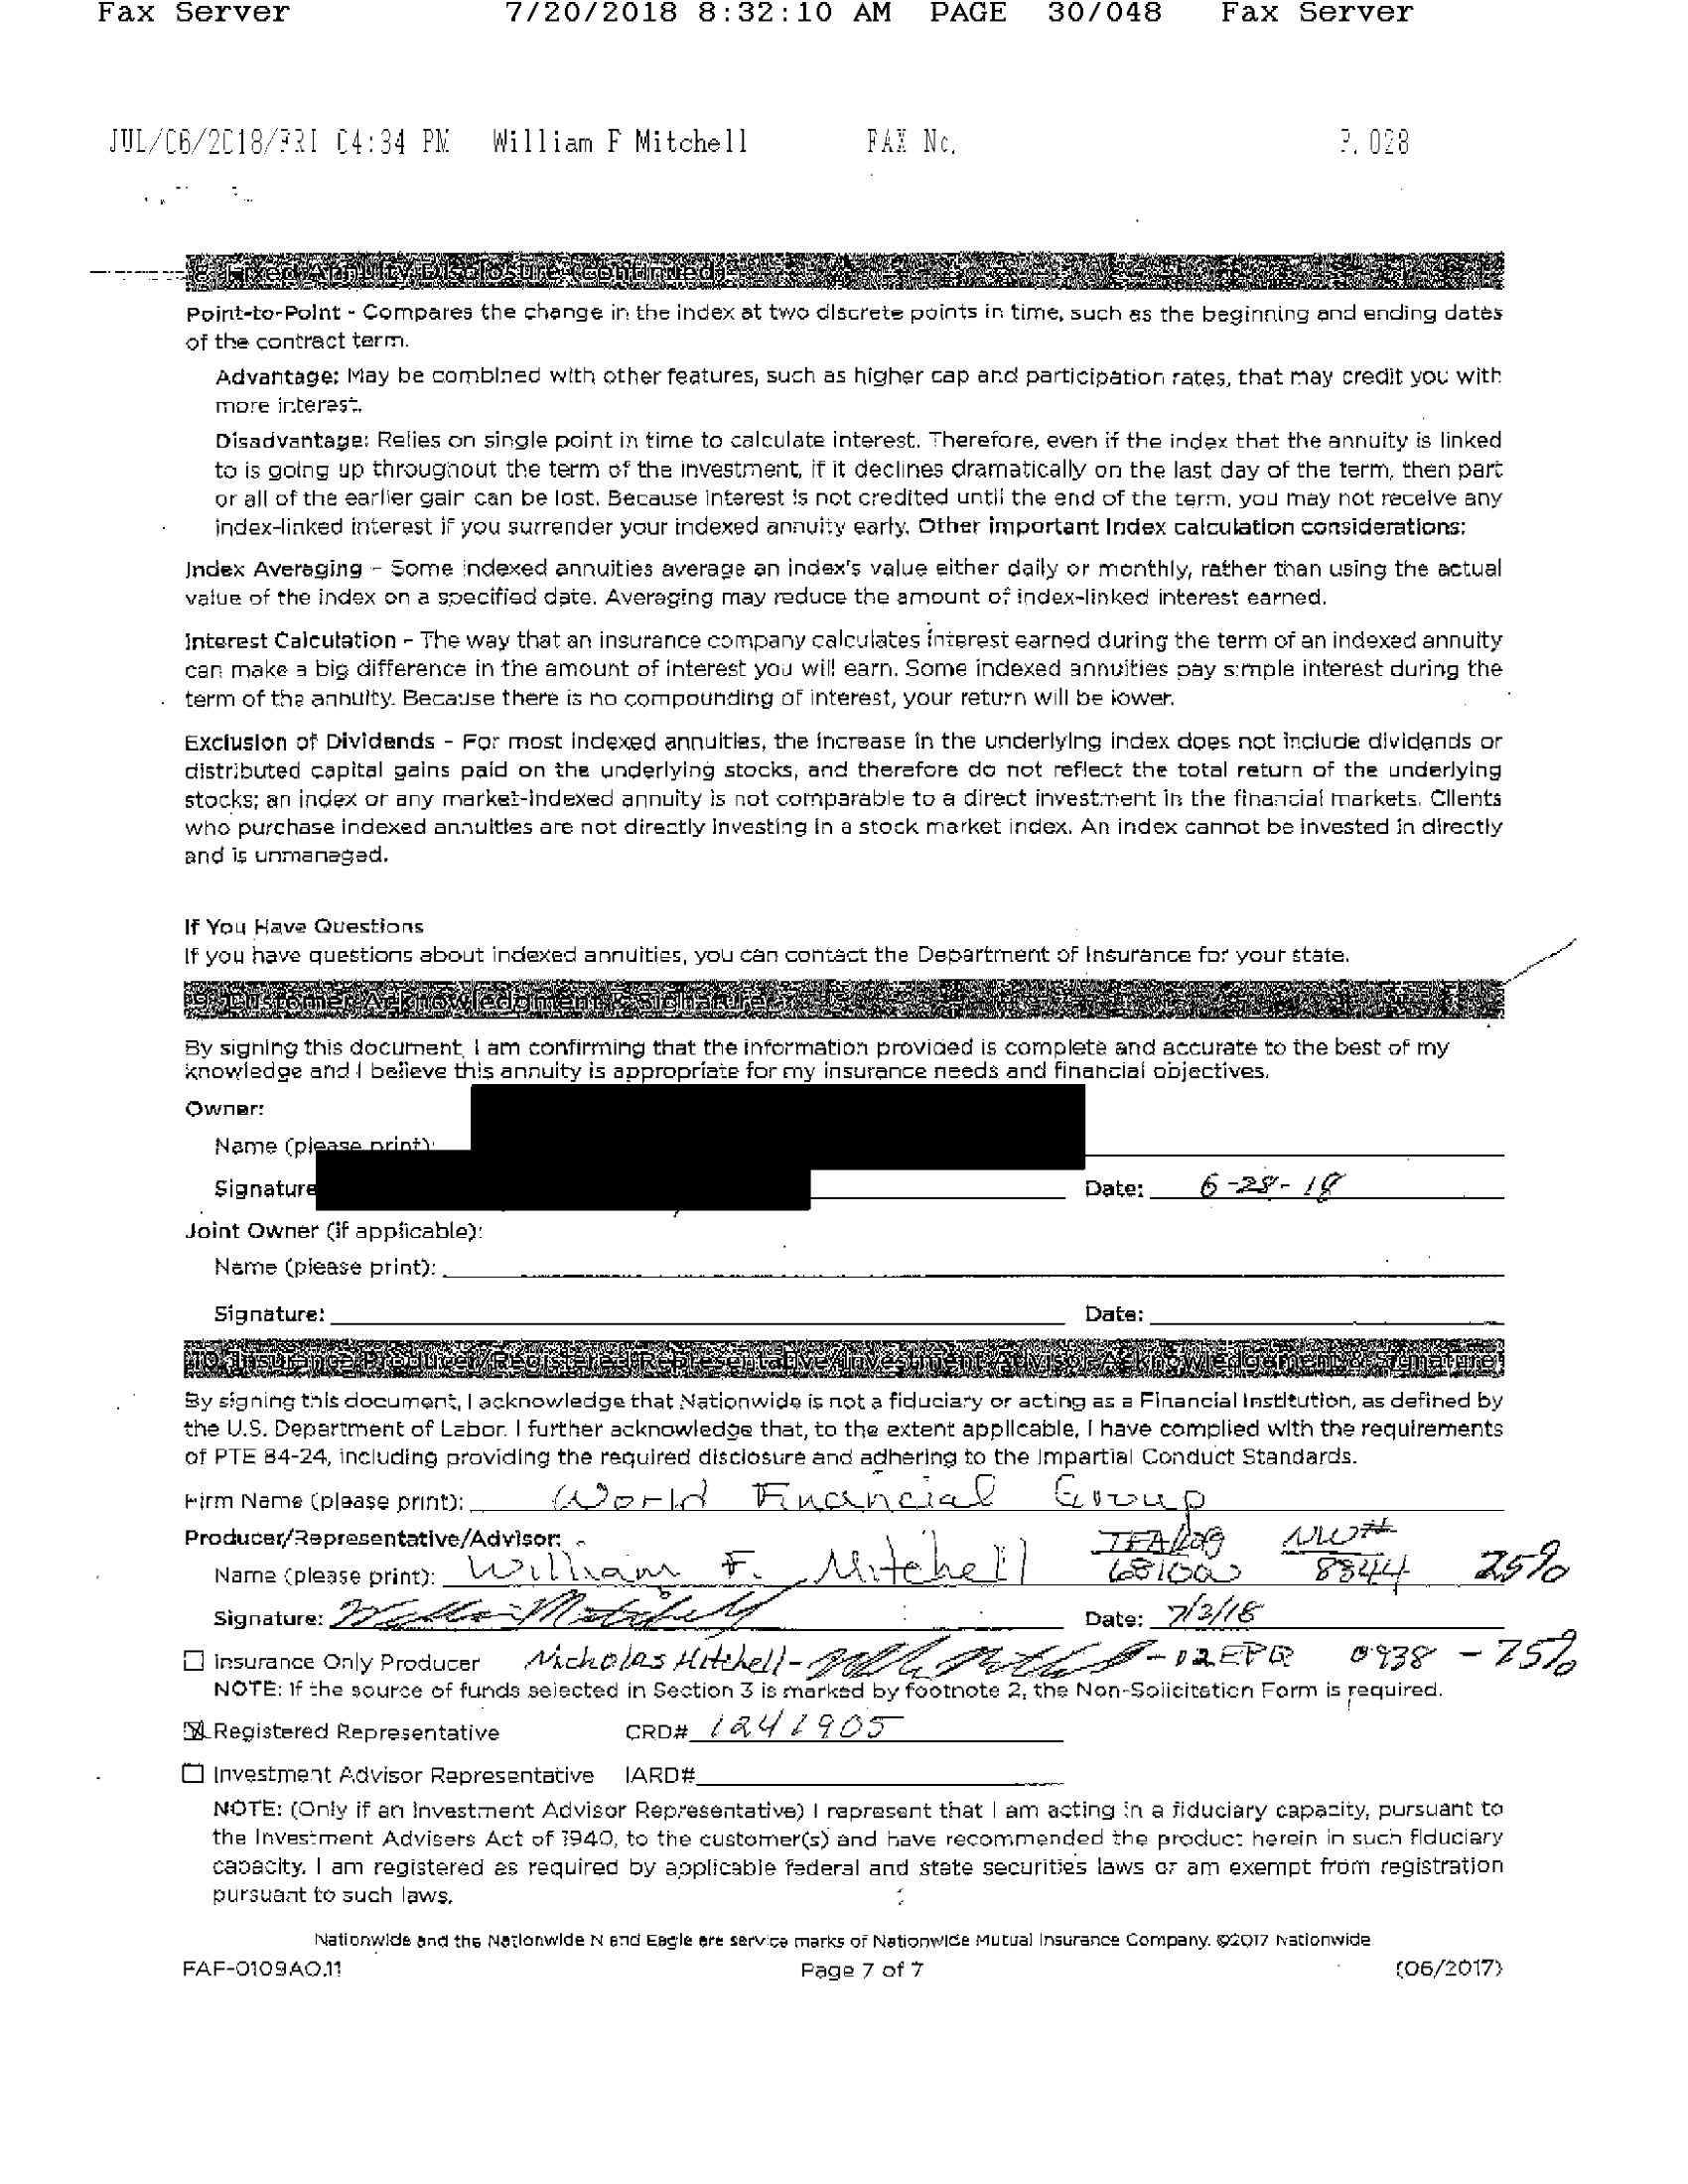 Fax Server 7/20/2018 8:32:10 AM PAGE 30/048 Fax Server
JUL/06/2018/FRI 04:34 PM William F Mitchell FAX No. P. 028
8. Fixed Annuity Disclosure (continued)
Point-to-Point - Compares the change in the index at two discrete points in time, such as the beginning and ending dates
of the contract term.
Advantage: May be combined with other features, such as higher cap and participation rates, that may credit you with
more interest.
Disadvantage: Relies on single point in time to calculate interest. Therefore, even if the index that the annuity is linked
to is going up throughout the term of the investment, if it declines dramatically on the last day of the term, then part
or all of the earlier gain can be lost. Because interest is not credited until the end of the term, you may not receive any
index-linked interest if you surrender your indexed annuity early. Other important Index calculation considerations:
Index Averaging - Some indexed annuities average an index's value either daily or monthly, rather than using the actual
value of the index on a specified date. Averaging may reduce the amount of index-linked interest earned.
Interest Calculation - The way that an insurance company calculates interest earned during the term of an indexed annuity
can make a big difference in the amount of interest you will earn. Some indexed annuities pay simple interest during the
term of the annuity. Because there is no compounding of interest, your return will be lower.
Exclusion of Dividends - For most indexed annuities, the increase in the underlying index does not include dividends or
distributed capital gains paid on the underlying stocks, and therefore do not reflect the total return of the underlying
stocks; an index or any market-indexed annuity is not comparable to a direct investment in the financial markets. Clients
who purchase indexed annuities are not directly investing in a stock market index. An index cannot be invested in directly
and is unmanaged.
If You Have Questions
If you have questions about indexed annuities, you can contact the Department of Insurance for your state.
9. Customer Acknowledgment & Signature
By signing this document, I am confirming that the information provided is complete and accurate to the best of my
knowledge and I believe this annuity is appropriate for my insurance needs and financial objectives.
Owner:
Name (please print):
Signature Date: 6-28-18
Joint Owner (if applicable):
Name (please print):
Signature: Date:
10. Insurance Producer/Registered Representative/Investment Advisor Acknowledgement & Signature
By signing this document, I acknowledge that Nationwide is not a fiduciary or acting as a Financial Institution, as defined by
the U.S. Department of Labor. I further acknowledge that, to the extent applicable, I have complied with the requirements
of PTE 84-24, including providing the required disclosure and adhering to the Impartial Conduct Standards.
Firm Name (please print): World Financial Group
Producer/Representative/Advisor: NW#
Name (please print): William F. Mitchell 8844 25%
Signature: William Mitchell Date: 7/3/18
☐ Insurance Only Producer Nicholas Mitchell - 02EPQ 0938 - 75%
NOTE: If the source of funds selected in Section 3 is marked by footnote 2, the Non-Solicitation Form is required.
☒ Registered Representative CRD# 1241905
☐ Investment Advisor Representative IARD#
NOTE: (Only if an Investment Advisor Representative) I represent that I am acting in a fiduciary capacity, pursuant to
the Investment Advisers Act of 1940, to the customer(s) and have recommended the product herein in such fiduciary
capacity. I am registered as required by applicable federal and state securities laws or am exempt from registration
pursuant to such laws.
Nationwide and the Nationwide N and Eagle are service marks of Nationwide Mutual Insurance Company. ©2017 Nationwide
FAF-0109AO.11 Page 7 of 7 (06/2017)